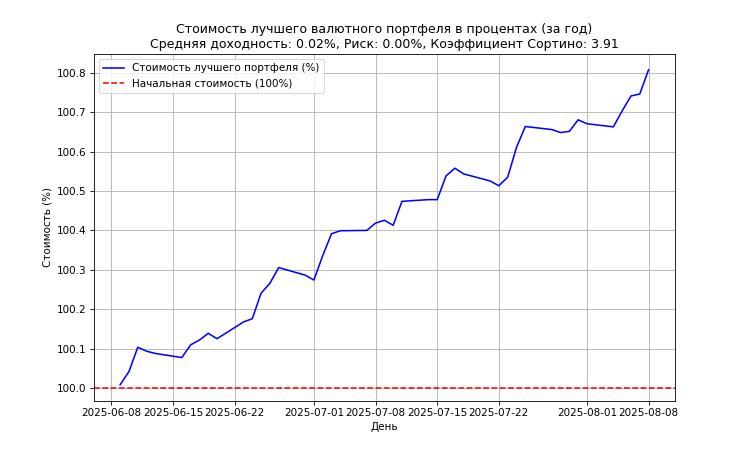 Стоимость лучшего валютного портфеля в процентах (за год)
Средняя доходность: 0.02%, Риск: 0.00%, Коэффициент Сортино: 3.91
Стоимость лучшего портфеля (%)
Начальная стоимость (100%)
Стоимость (%)
100.8
100.7
100.6
100.5
100.4
100.3
100.2
100.1
100.0
2025-06-08 2025-06-15 2025-06-22 2025-07-01 2025-07-08 2025-07-15 2025-07-22 2025-08-01 2025-08-08
День